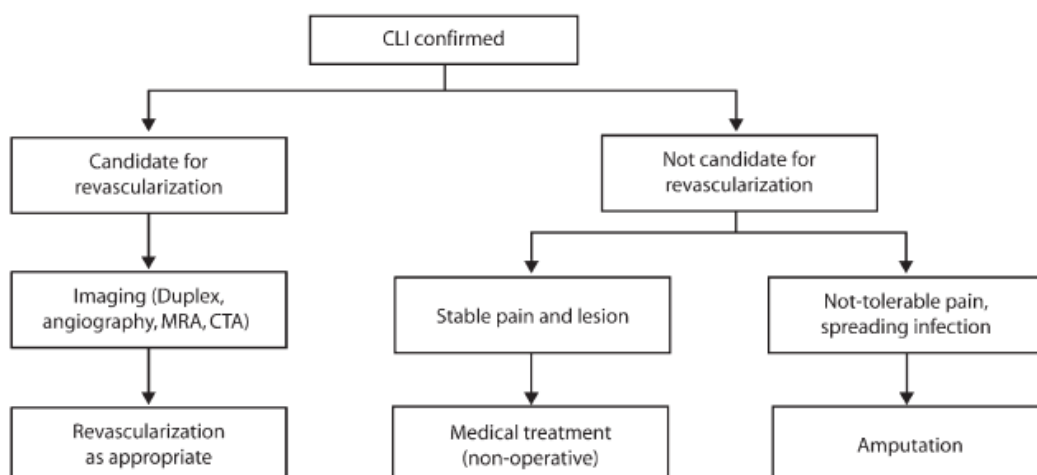 CLI confirmed
Candidate for
revascularization
Not candidate for
revascularization
Imaging (Duplex,
angiography, MRA, CTA)
Stable pain and lesion
Not-tolerable pain,
spreading infection
Revascularization
as appropriate
Medical treatment
(non-operative)
Amputation